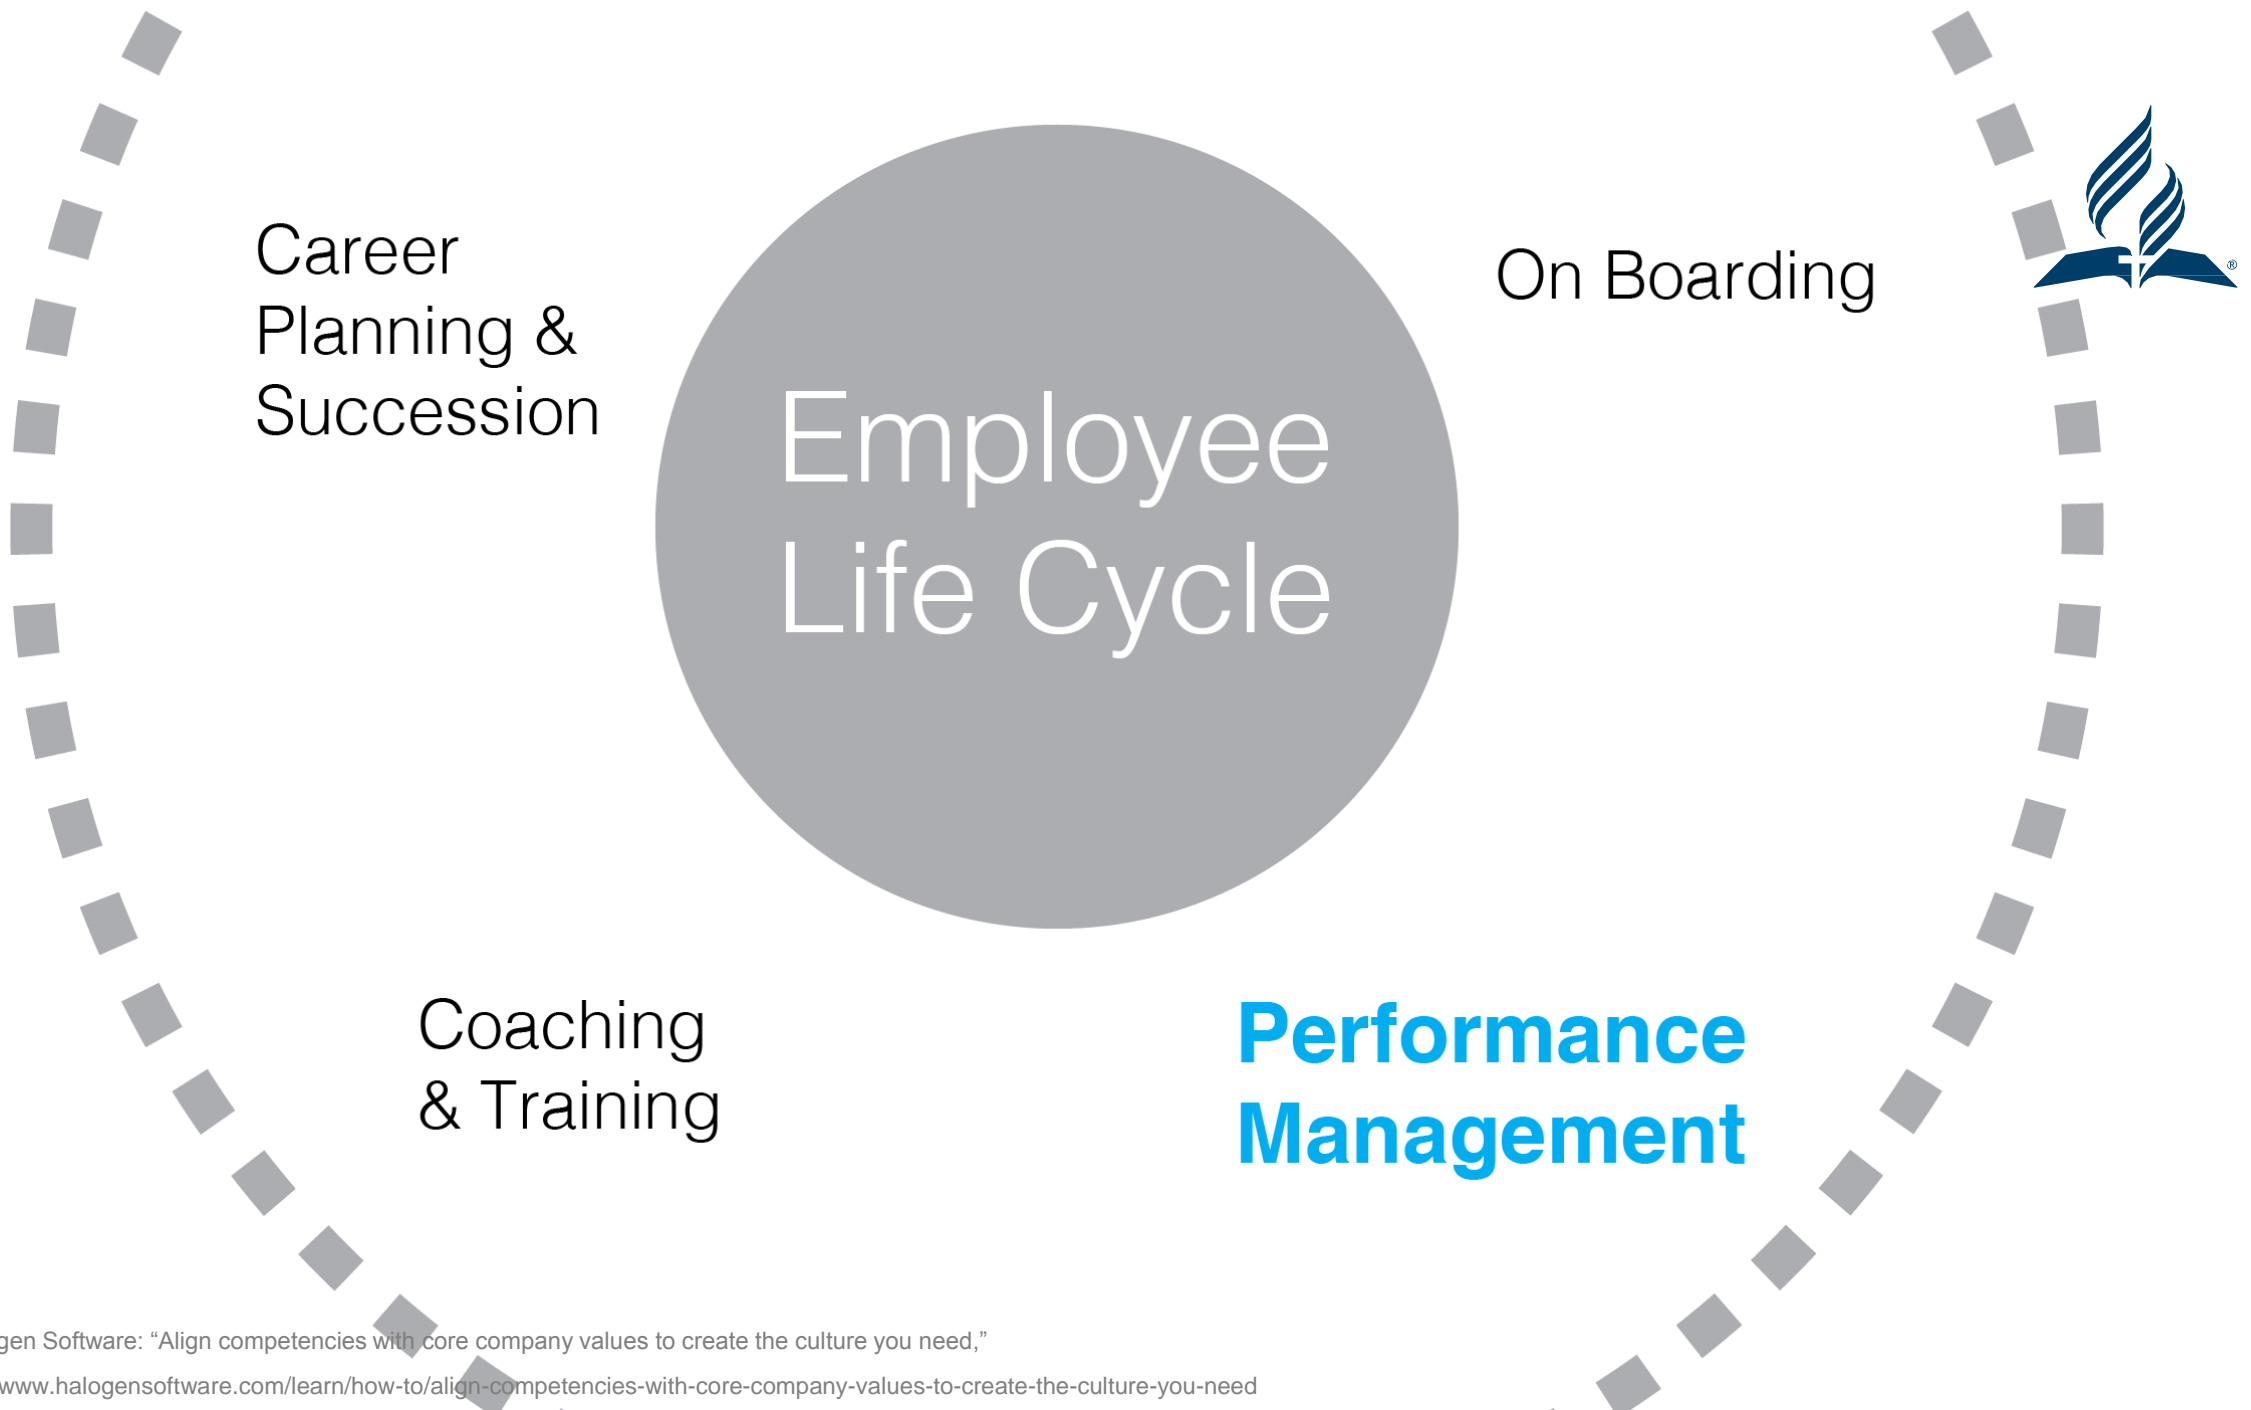 Career
Planning &
Succession
On Boarding
Employee
Life Cycle
Coaching
& Training
Performance
Management
®
gen Software: “Align competencies with core company values to create the culture you need,”
www.halogensoftware.com/learn/how-to/align-competencies-with-core-company-values-to-create-the-culture-you-need